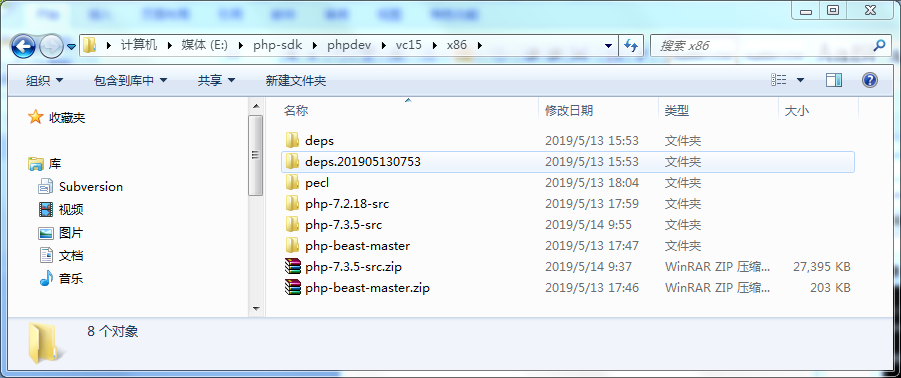 计算机 媒体 (E:) php-sdk phpdev vc15 x86 搜索 x86
组织 包含到库中 共享 新建文件夹
名称 修改日期 类型 大小
收藏夹
库
Subversion
视频
图片
文档
音乐
deps 2019/5/13 15:53 文件夹
deps.201905130753 2019/5/13 15:53 文件夹
pecl 2019/5/13 18:04 文件夹
php-7.2.18-src 2019/5/13 17:59 文件夹
php-7.3.5-src 2019/5/14 9:55 文件夹
php-beast-master 2019/5/13 17:47 文件夹
php-7.3.5-src.zip 2019/5/14 9:37 WinRAR ZIP 压缩... 27,395 KB
php-beast-master.zip 2019/5/13 17:46 WinRAR ZIP 压缩... 203 KB
8 个对象